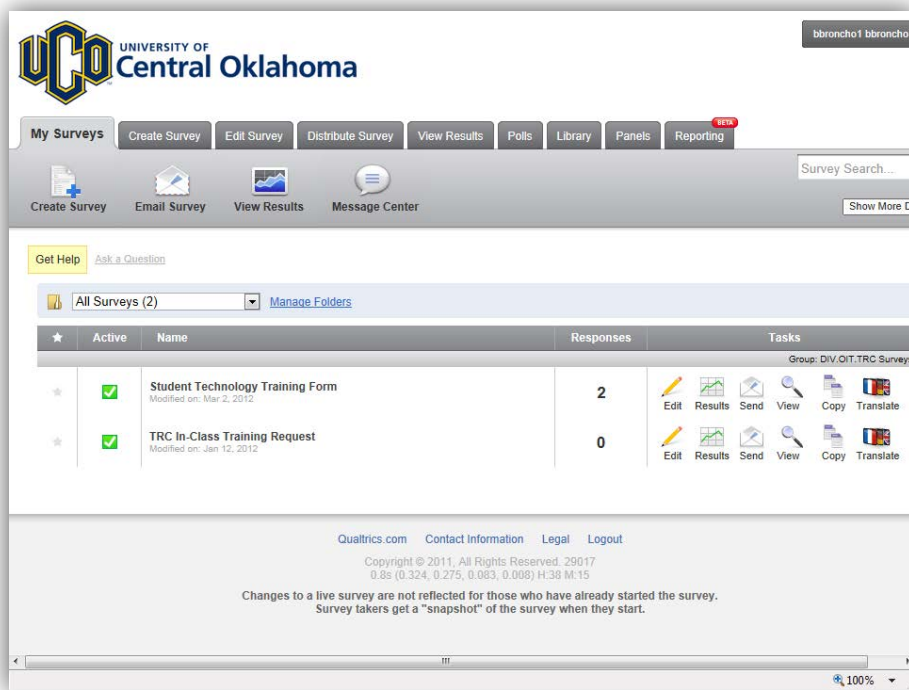 UCO
UNIVERSITY OF
Central Oklahoma
bbroncho1 bbroncho
My Surveys Create Survey Edit Survey Distribute Survey View Results Polls Library Panels Reporting BETA
Survey Search...
Create Survey Email Survey View Results Message Center
Show More D
Get Help Ask a Question
All Surveys (2) Manage Folders
Active Name Responses Tasks
Group: DIV.OIT.TRC Survey
Student Technology Training Form
Modified on: Mar 2, 2012
2
Edit Results Send View Copy Translate
TRC In-Class Training Request
Modified on: Jan 12, 2012
0
Edit Results Send View Copy Translate
Qualtrics.com Contact Information Legal Logout
Copyright © 2011, All Rights Reserved. 29017
0.8s (0.324, 0.275, 0.083, 0.008) H:38 M:15
Changes to a live survey are not reflected for those who have already started the survey.
Survey takers get a "snapshot" of the survey when they start.
100%